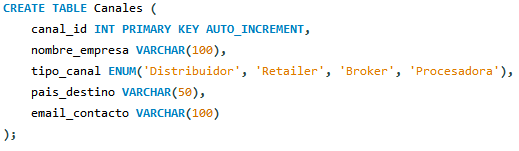 CREATE TABLE Canales (
    canal_id INT PRIMARY KEY AUTO_INCREMENT,
    nombre_empresa VARCHAR(100),
    tipo_canal ENUM('Distribuidor', 'Retailer', 'Broker', 'Procesadora'),
    pais_destino VARCHAR(50),
    email_contacto VARCHAR(100)
);